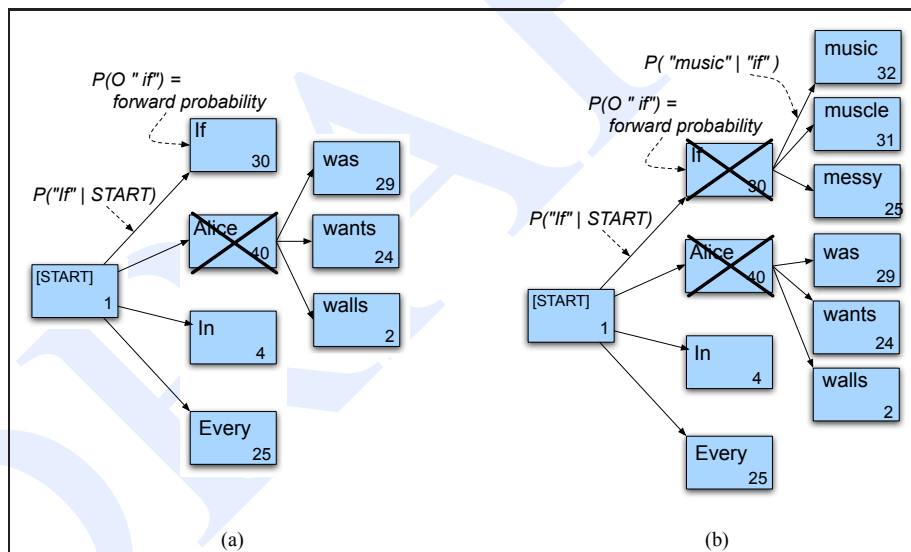 P(O " if") =
forward probability
If
30
P("If" | START)
was
29
Alice
40
wants
24
[START]
1
walls
2
In
4
Every
25
(a)
P( "music" | "if" )
music
32
P(O " if") =
forward probability
muscle
31
If
30
messy
25
P("If" | START)
Alice
40
was
29
[START]
1
wants
24
In
4
walls
2
Every
25
(b)